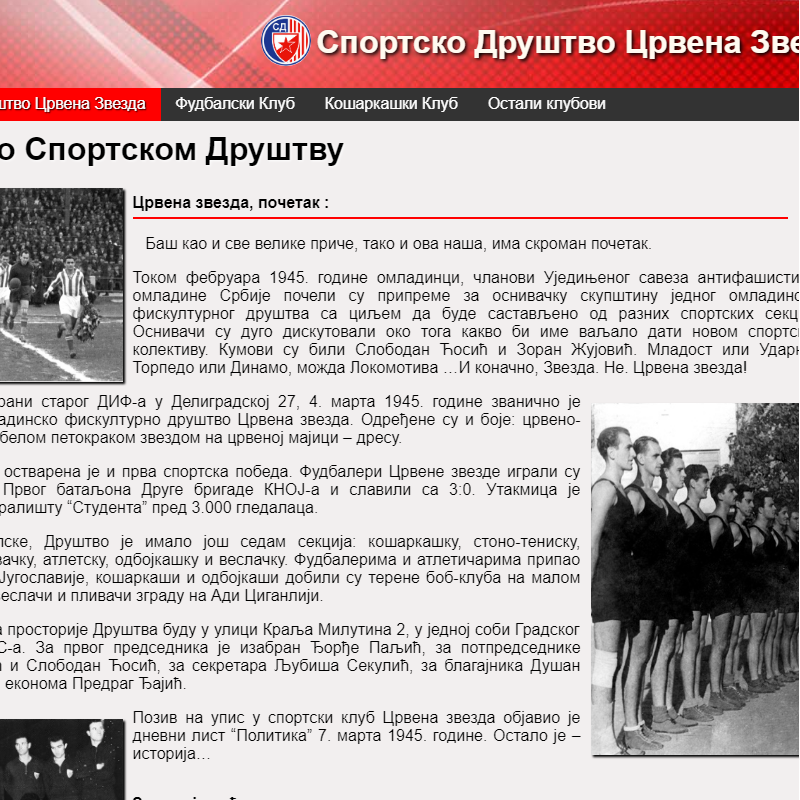 СД
Спортско Друштво Црвена Зве
штво Црвена Звезда Фудбалски Клуб Кошаркашки Клуб Остали клубови
о Спортском Друштву
Црвена звезда, почетак :
Баш као и све велике приче, тако и ова наша, има скроман почетак.
Током фебруара 1945. године омладинци, чланови Уједињеног савеза антифашисти
омладине Србије почели су припреме за оснивачку скупштину једног омладинс
фискултурног друштва са циљем да буде састављено од разних спортских секц
Оснивачи су дуго дискутовали око тога какво би име ваљало дати новом спортс
колективу. Кумови су били Слободан Ћосић и Зоран Жујовић. Младост или Удар
Торпедо или Динамо, можда Локомотива …И коначно, Звезда. Не. Црвена звезда!
рани старог ДИФ-а у Делиградској 27, 4. марта 1945. године званично је
адинско фискултурно друштво Црвена звезда. Одређене су и боје: црвено-
белом петокраком звездом на црвеној мајици – дресу.
остварена је и прва спортска победа. Фудбалери Црвене звезде играли су
Првог батаљона Друге бригаде КНОЈ-а и славили са 3:0. Утакмица је
ралишту “Студента” пред 3.000 гледалаца.
лске, Друштво је имало још седам секција: кошаркашку, стоно-тениску,
вачку, атлетску, одбојкашку и веслачку. Фудбалерима и атлетичарима припао
Југославије, кошаркаши и одбојкаши добили су терене боб-клуба на малом
еслачи и пливачи зграду на Ади Циганлији.
а просторије Друштва буду у улици Краља Милутина 2, у једној соби Градског
С-а. За првог председника је изабран Ђорђе Паљић, за потпредседнике
и Слободан Ћосић, за секретара Љубиша Секулић, за благајника Душан
економа Предраг Ђајић.
Позив на упис у спортски клуб Црвена звезда објавио је
дневни лист “Политика” 7. марта 1945. године. Остало је –
историја…